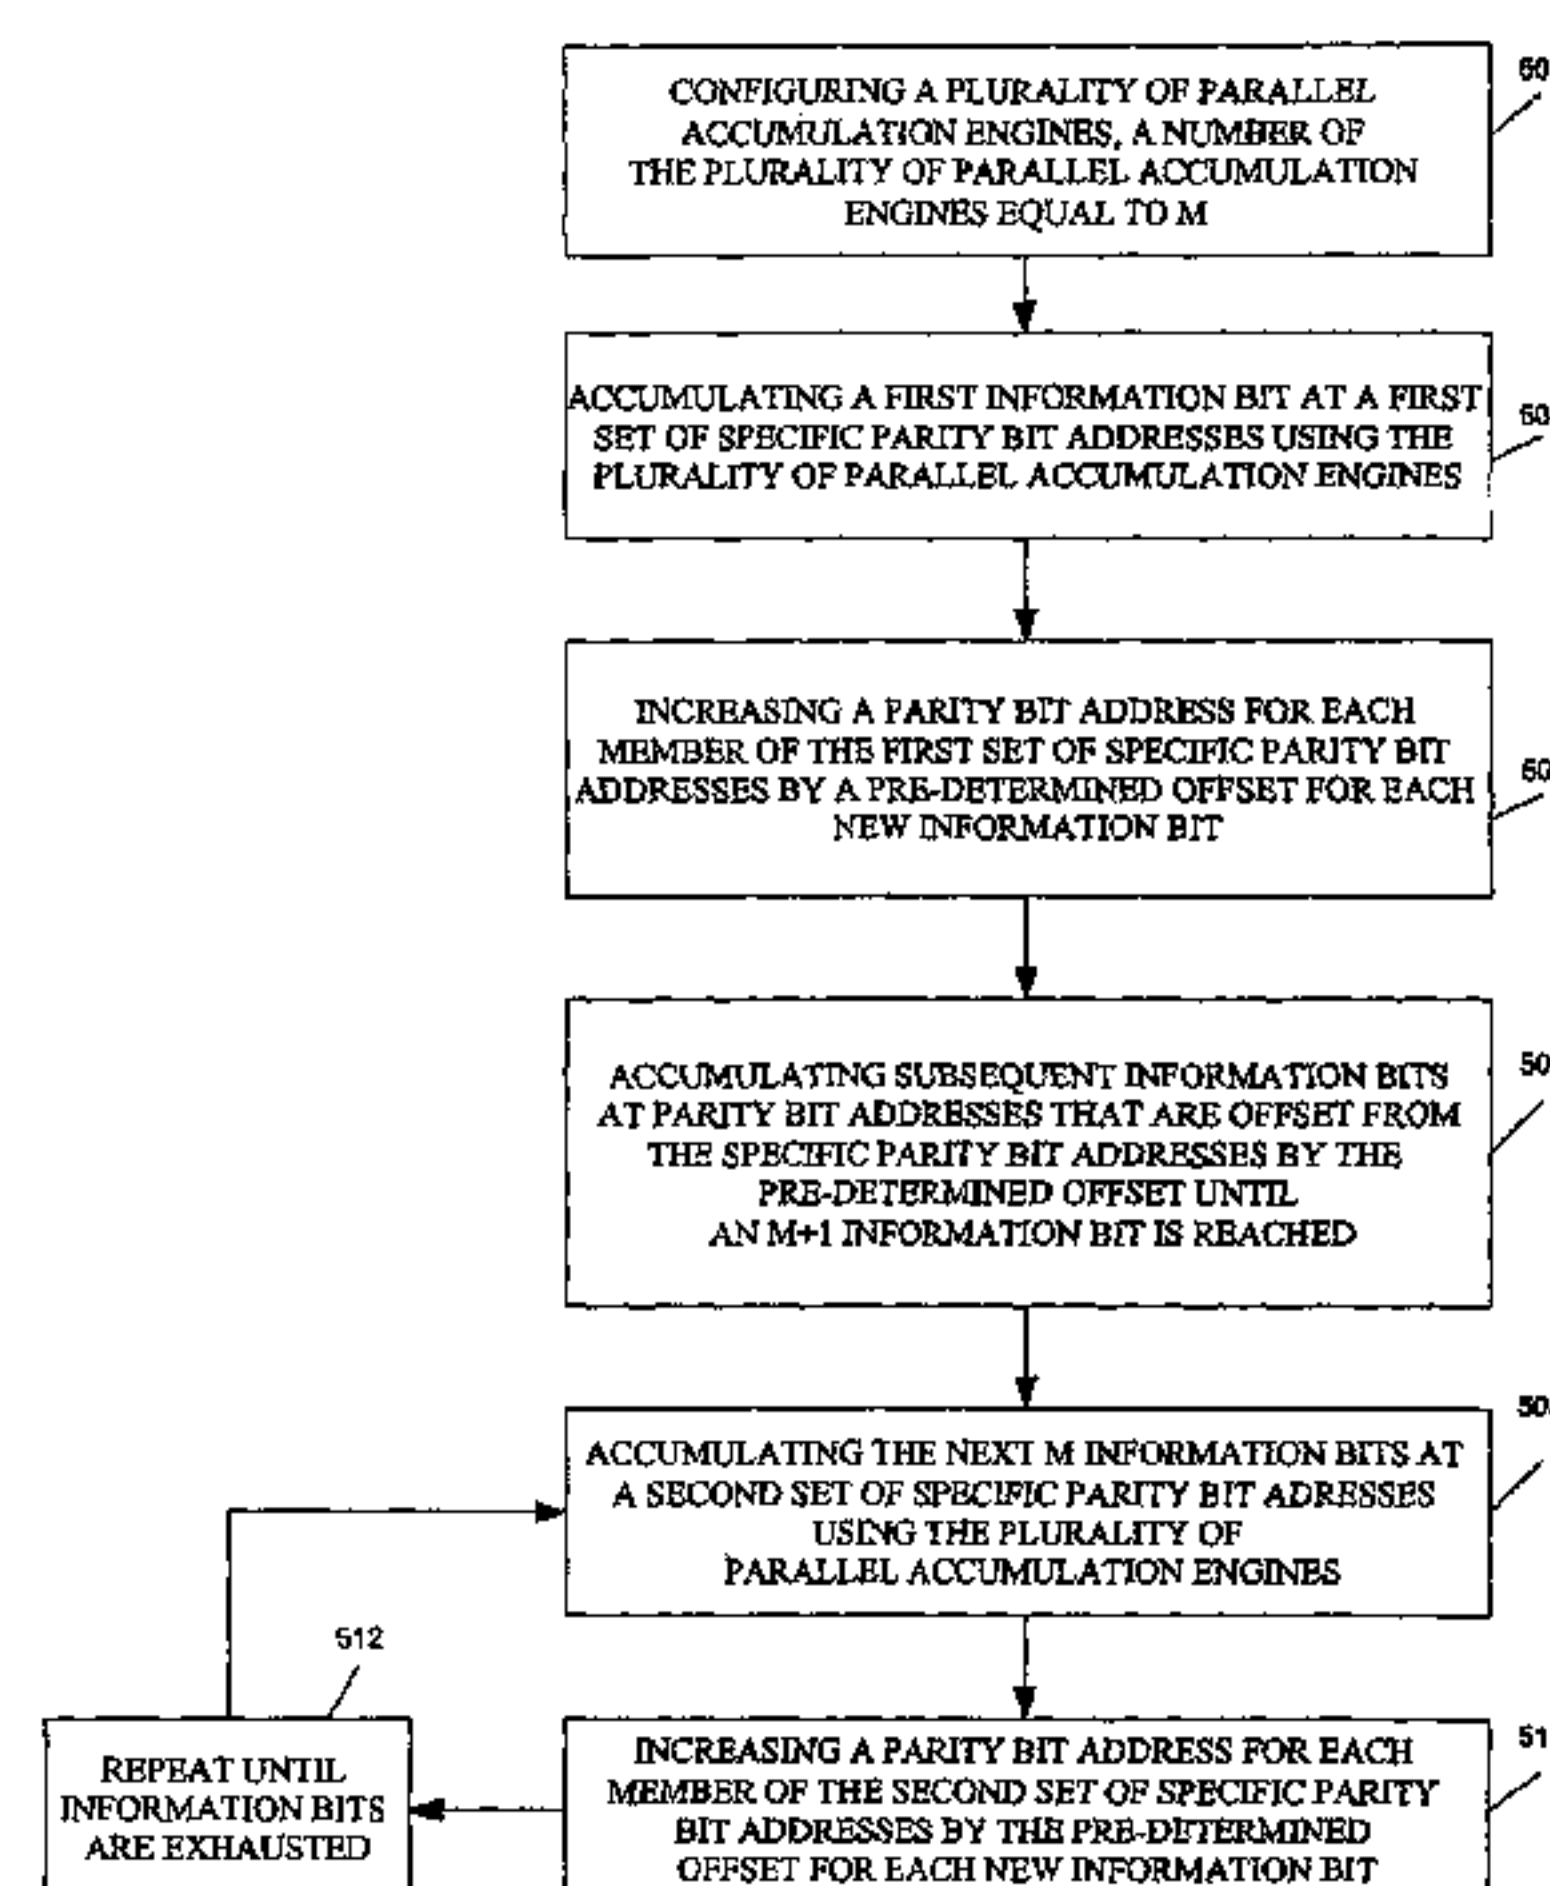 CONFIGURING A PLURALITY OF PARALLEL
ACCUMULATION ENGINES, A NUMBER OF
THE PLURALITY OF PARALLEL ACCUMULATION
ENGINES EQUAL TO M
50
ACCUMULATING A FIRST INFORMATION BIT AT A FIRST
SET OF SPECIFIC PARITY BIT ADDRESSES USING THE
PLURALITY OF PARALLEL ACCUMULATION ENGINES
50
INCREASING A PARITY BIT ADDRESS FOR EACH
MEMBER OF THE FIRST SET OF SPECIFIC PARITY BIT
ADDRESSES BY A PRE-DETERMINED OFFSET FOR EACH
NEW INFORMATION BIT
50
ACCUMULATING SUBSEQUENT INFORMATION BITS
AT PARITY BIT ADDRESSES THAT ARE OFFSET FROM
THE SPECIFIC PARITY BIT ADDRESSES BY THE
PRE-DETERMINED OFFSET UNTIL
AN M+1 INFORMATION BIT IS REACHED
50
ACCUMULATING THE NEXT M INFORMATION BITS AT
A SECOND SET OF SPECIFIC PARITY BIT ADRESSES
USING THE PLURALITY OF
PARALLEL ACCUMULATION ENGINES
50
512
REPEAT UNTIL
INFORMATION BITS
ARE EXHAUSTED
INCREASING A PARITY BIT ADDRESS FOR EACH
MEMBER OF THE SECOND SET OF SPECIFIC PARITY
BIT ADDRESSES BY THE PRE-DETERMINED
OFFSET FOR EACH NEW INFORMATION BIT
51